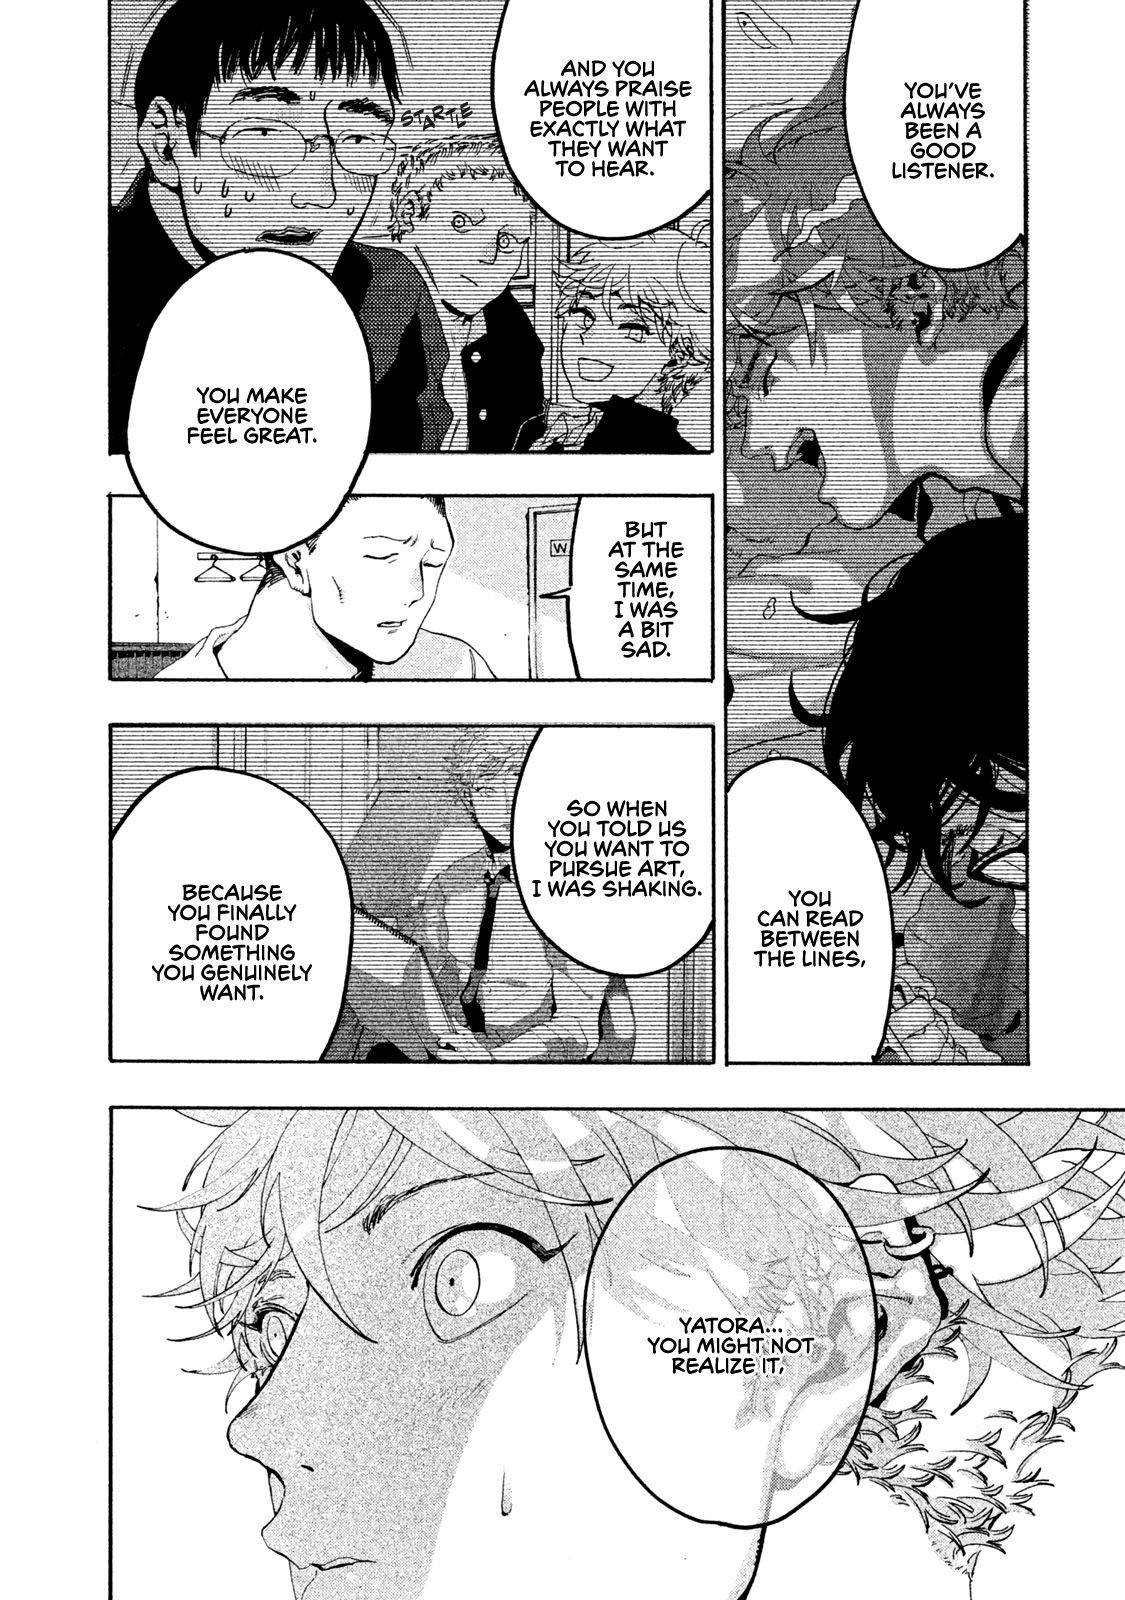 YOU'VE
ALWAYS
BEEN A
GOOD
LISTENER.
YOU
CAN READ
BETWEEN
THE LINES,
AND YOU
ALWAYS PRAISE
PEOPLE WITH
EXACTLY WHAT
THEY WANT
TO HEAR.
STARTLE
YOU MAKE
EVERYONE
FEEL GREAT.
BUT
AT THE
SAME
TIME,
I WAS
A BIT
SAD.
W.
SO WHEN
YOU TOLD US
YOU WANT TO
PURSUE ART,
I WAS SHAKING.
BECAUSE
YOU FINALLY
FOUND
SOMETHING
YOU GENUINELY
WANT.
YATORA...
YOU MIGHT NOT
REALIZE IT,